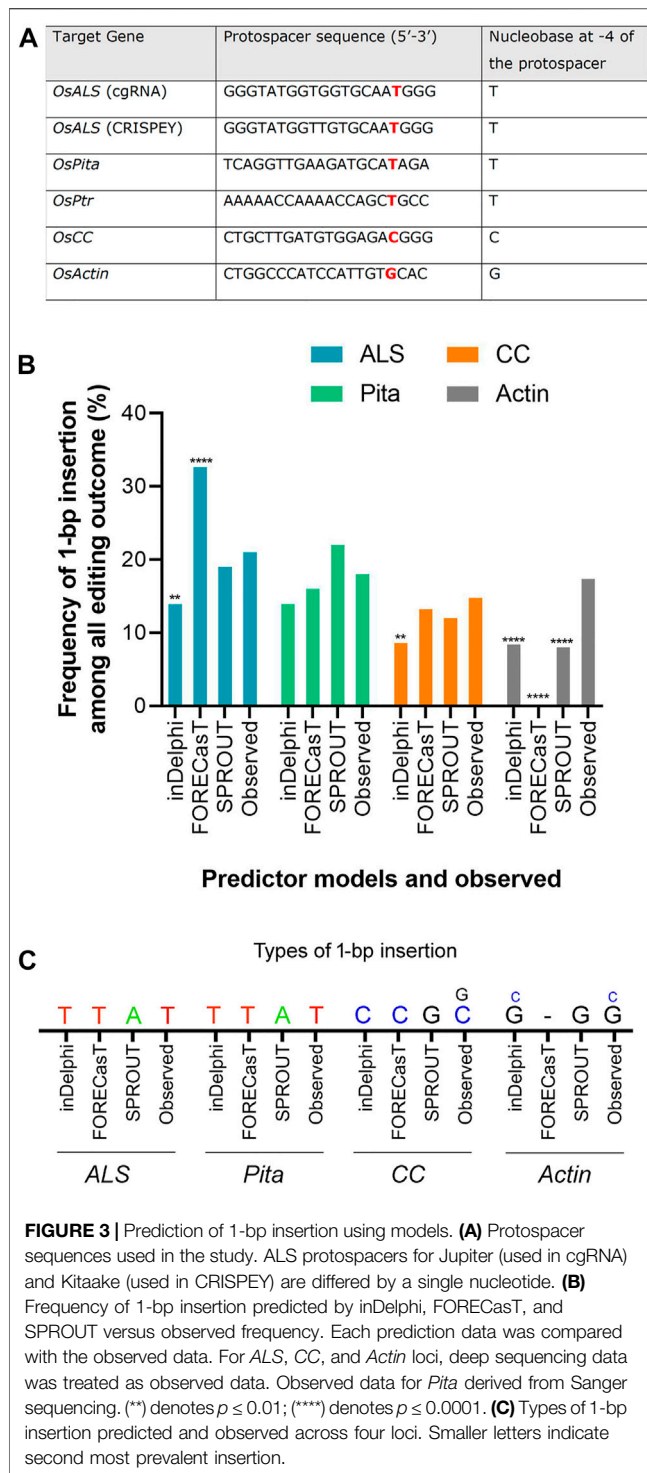 A
Target Gene Protospacer sequence (5'-3') Nucleobase at -4 of
the protospacer
OsALS (cgRNA) GGGTATGGTGGTGCAATGGG T
OsALS (CRISPEY) GGGTATGGTTGTGCAATGGG T
OsPita TCAGGTTGAAGATGCATAGA T
OsPtr AAAAACCAAAACCAGCTGCC T
OsCC CTGCTTGATGTGGAGACGGG C
OsActin CTGGCCCATCCATTGTGCAC G
B
ALS CC
Pita Actin
Frequency of 1-bp insertion
among all editing outcome (%)
40
30
20
10
0
** **** ** **** **** ****
inDelphi FORECasT SPROUT Observed inDelphi FORECasT SPROUT Observed inDelphi FORECasT SPROUT Observed inDelphi FORECasT SPROUT Observed
Predictor models and observed
C
Types of 1-bp insertion
G C C
T T A T T T A T C C G C G - G G
inDelphi FORECasT SPROUT Observed inDelphi FORECasT SPROUT Observed inDelphi FORECasT SPROUT Observed inDelphi FORECasT SPROUT Observed
ALS Pita CC Actin
FIGURE 3 | Prediction of 1-bp insertion using models. (A) Protospacer
sequences used in the study. ALS protospacers for Jupiter (used in cgRNA)
and Kitaake (used in CRISPEY) are differed by a single nucleotide. (B)
Frequency of 1-bp insertion predicted by inDelphi, FORECasT, and
SPROUT versus observed frequency. Each prediction data was compared
with the observed data. For ALS, CC, and Actin loci, deep sequencing data
was treated as observed data. Observed data for Pita derived from Sanger
sequencing. (**) denotes p ≤ 0.01; (****) denotes p ≤ 0.0001. (C) Types of 1-bp
insertion predicted and observed across four loci. Smaller letters indicate
second most prevalent insertion.